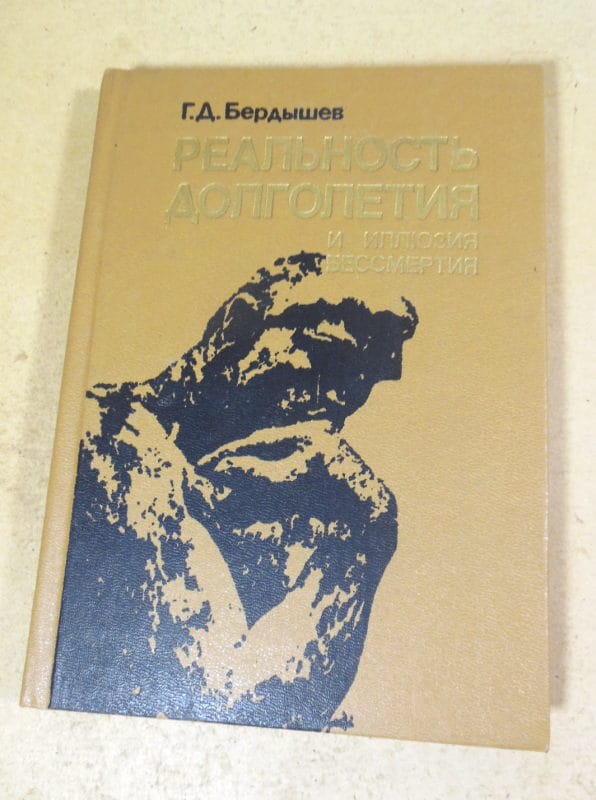 Г.Д. Бердышев
РЕАЛЬНОСТЬ
ДОЛГОЛЕТИЯ
И ИЛЛЮЗИЯ
БЕССМЕРТИЯ